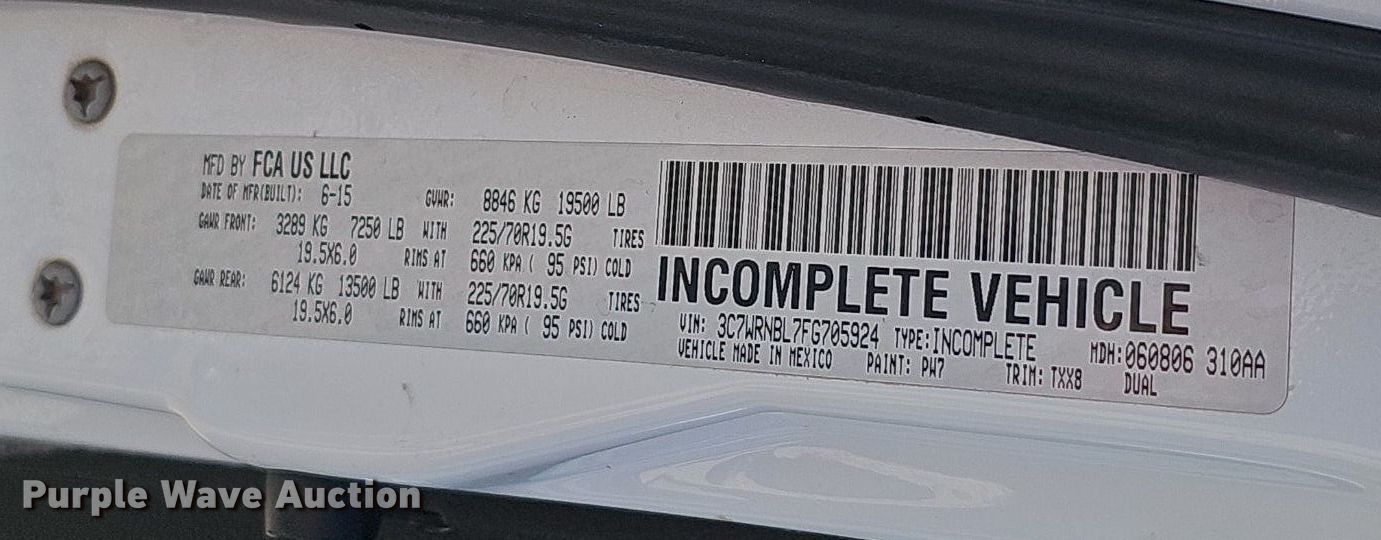 MFD BY FCA US LLC
DATE OF MFR(BUILT): 6-15 GVWR: 8846 KG 19500 LB
GAWR FRONT: 3289 KG 7250 LB WITH 225/70R19.5G TIRES
19.5X6.0 RIMS AT 660 KPA ( 95 PSI) COLD
GAWR REAR: 6124 KG 13500 LB WITH 225/70R19.5G TIRES
19.5X6.0 RIMS AT 660 KPA ( 95 PSI) COLD
INCOMPLETE VEHICLE
VIN: 3C7WRNBL7FG705924 TYPE:INCOMPLETE MDH:060806 310AA
VEHICLE MADE IN MEXICO PAINT: PW7 TRIM: TXX8 DUAL
Purple Wave Auction